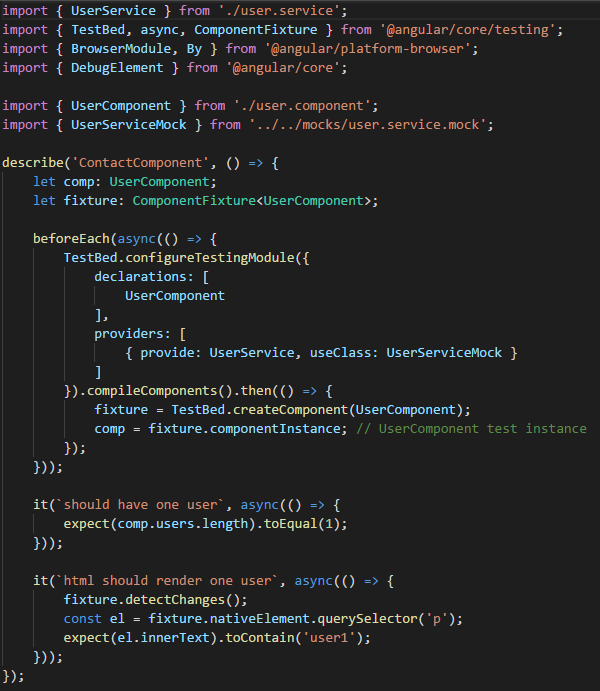 import { UserService } from './user.service';
import { TestBed, async, ComponentFixture } from '@angular/core/testing';
import { BrowserModule, By } from '@angular/platform-browser';
import { DebugElement } from '@angular/core';

import { UserComponent } from './user.component';
import { UserServiceMock } from '../../mocks/user.service.mock';

describe('ContactComponent', () => {
    let comp: UserComponent;
    let fixture: ComponentFixture<UserComponent>;

    beforeEach(async(() => {
        TestBed.configureTestingModule({
            declarations: [
                UserComponent
            ],
            providers: [
                { provide: UserService, useClass: UserServiceMock }
            ]
        }).compileComponents().then(() => {
            fixture = TestBed.createComponent(UserComponent);
            comp = fixture.componentInstance; // UserComponent test instance
        });
    }));

    it(`should have one user`, async(() => {
        expect(comp.users.length).toEqual(1);
    }));

    it(`html should render one user`, async(() => {
        fixture.detectChanges();
        const el = fixture.nativeElement.querySelector('p');
        expect(el.innerText).toContain('user1');
    }));
});